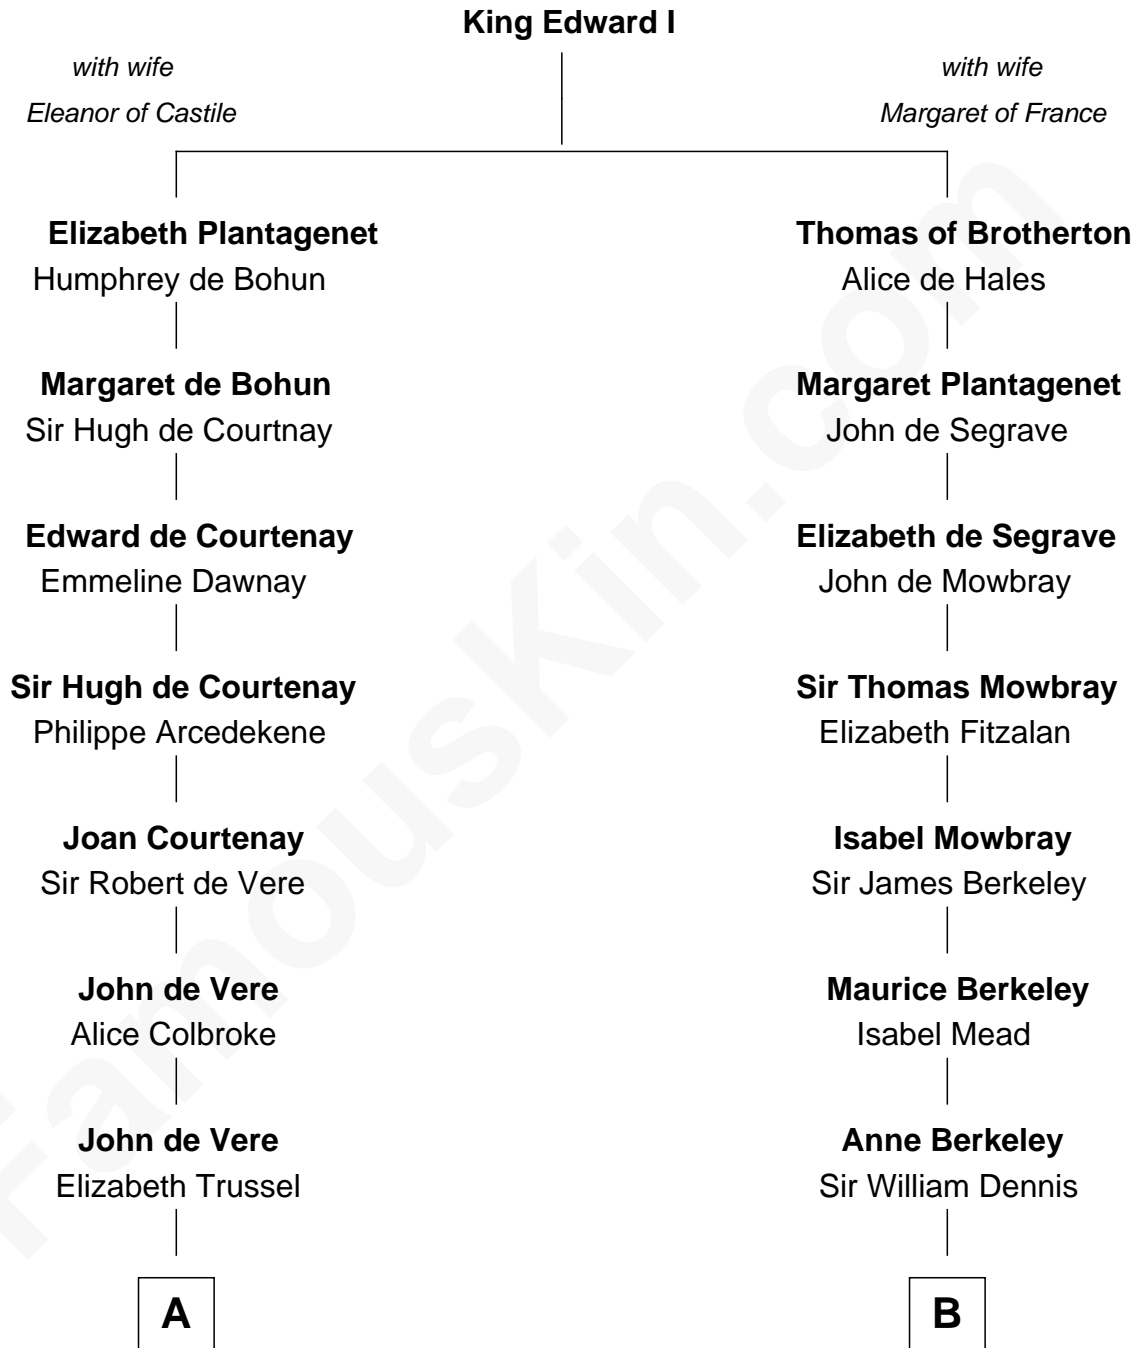 King Edward I
with wife
Eleanor of Castile
with wife
Margaret of France
Elizabeth Plantagenet
Humphrey de Bohun
Margaret de Bohun
Sir Hugh de Courtnay
Edward de Courtenay
Emmeline Dawnay
Sir Hugh de Courtenay
Philippe Arcedekene
Joan Courtenay
Sir Robert de Vere
John de Vere
Alice Colbroke
John de Vere
Elizabeth Trussel
A
Thomas of Brotherton
Alice de Hales
Margaret Plantagenet
John de Segrave
Elizabeth de Segrave
John de Mowbray
Sir Thomas Mowbray
Elizabeth Fitzalan
Isabel Mowbray
Sir James Berkeley
Maurice Berkeley
Isabel Mead
Anne Berkeley
Sir William Dennis
B
FamousKin.com